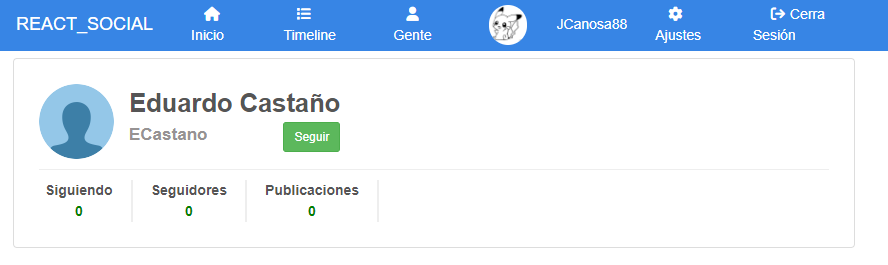 REACT_SOCIAL
Inicio
Timeline
Gente
JCanosa88
Ajustes
Cerra
Sesión
Eduardo Castaño
ECastano
Seguir
Siguiendo Seguidores Publicaciones
0 0 0